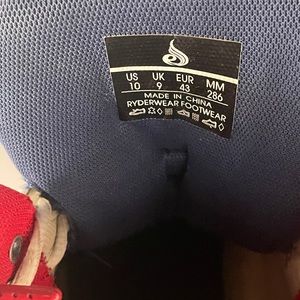 US UK EUR MM
10 9 43 286
MADE IN CHINA
RYDERWEAR FOOTWEAR